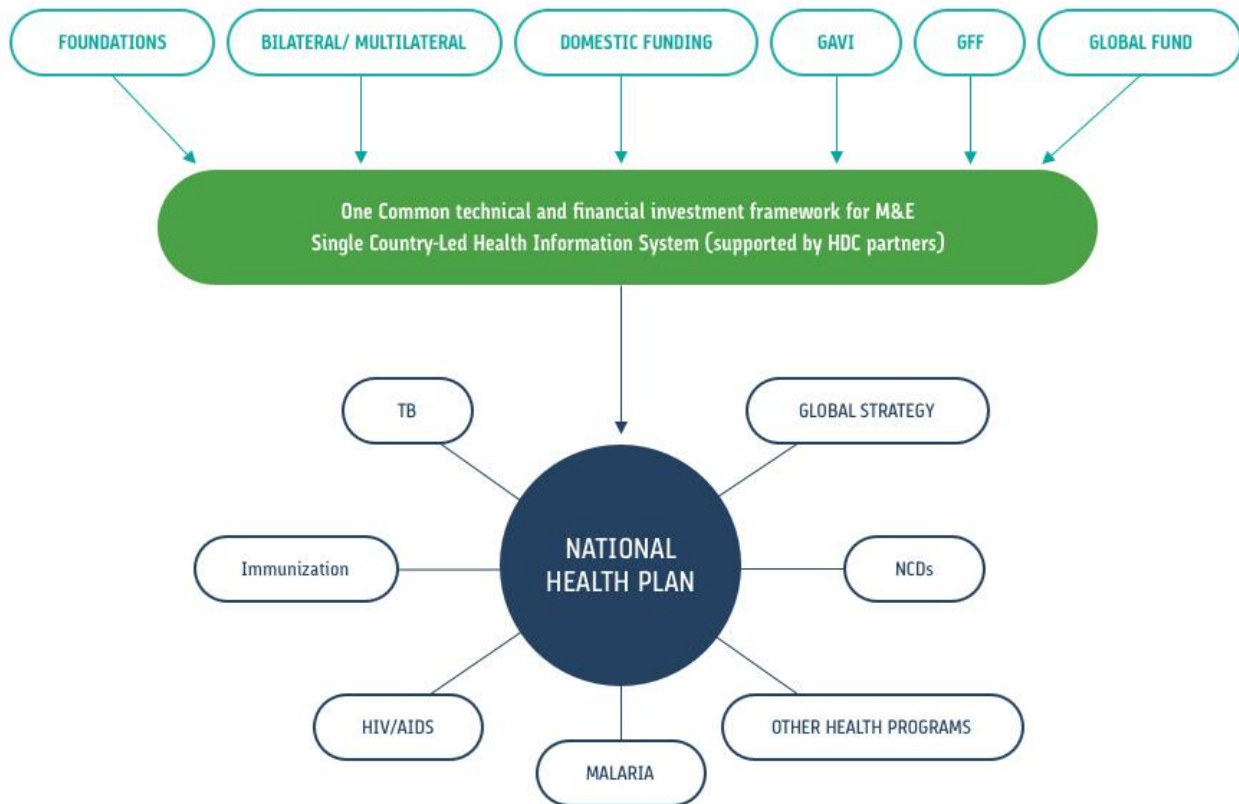 FOUNDATIONS
BILATERAL/ MULTILATERAL
DOMESTIC FUNDING
GAVI
GFF
GLOBAL FUND
One Common technical and financial investment framework for M&E
Single Country-Led Health Information System (supported by HDC partners)
TB
GLOBAL STRATEGY
Immunization
NATIONAL
HEALTH PLAN
NCDs
HIV/AIDS
OTHER HEALTH PROGRAMS
MALARIA